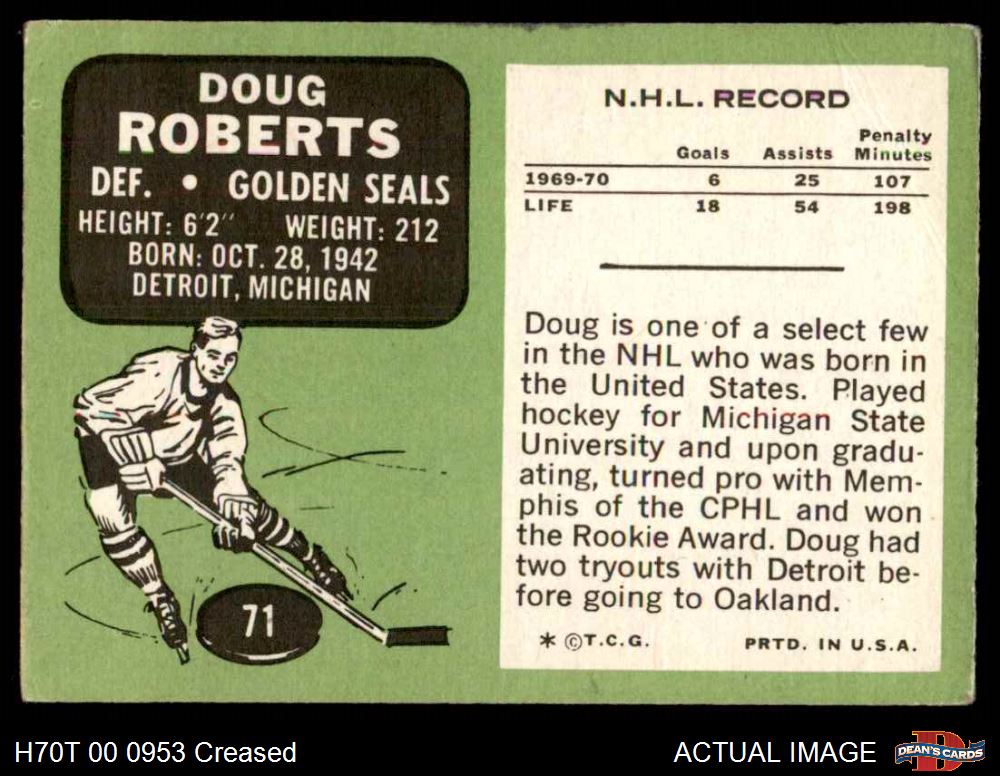 DOUG
ROBERTS
DEF. • GOLDEN SEALS
HEIGHT: 6'2" WEIGHT: 212
BORN: OCT. 28, 1942
DETROIT, MICHIGAN
71
N.H.L. RECORD
Goals Assists Penalty Minutes
1969-70 6 25 107
LIFE 18 54 198
Doug is one of a select few
in the NHL who was born in
the United States. Played
hockey for Michigan State
University and upon gradu-
ating, turned pro with Mem-
phis of the CPHL and won
the Rookie Award. Doug had
two tryouts with Detroit be-
fore going to Oakland.
* ©T.C.G. PRTD. IN U.S.A.
H70T 00 0953 Creased
ACTUAL IMAGE
D DEAN'S CARDS